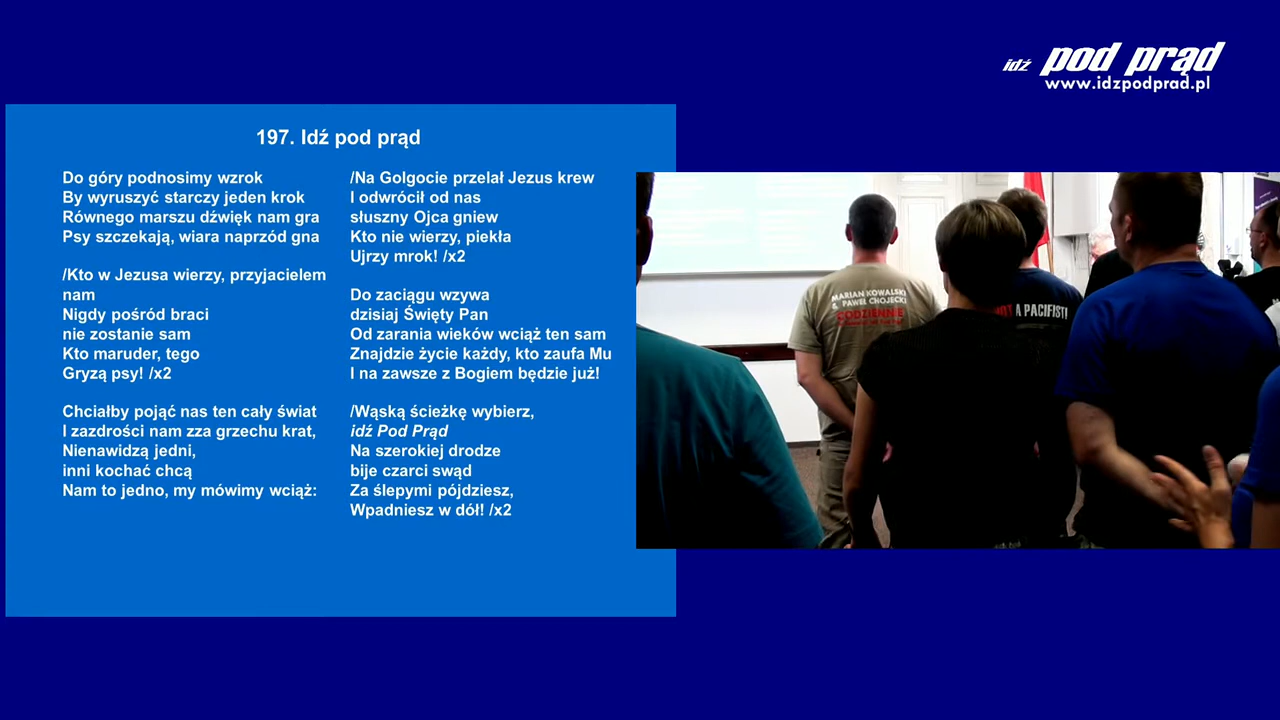 idź pod prąd
www.idzpodprad.pl
197. Idź pod prąd
Do góry podnosimy wzrok
By wyruszyć starczy jeden krok
Równego marszu dźwięk nam gra
Psy szczekają, wiara naprzód gna
/Kto w Jezusa wierzy, przyjacielem
nam
Nigdy pośród braci
nie zostanie sam
Kto maruder, tego
Gryzą psy! /x2
Chciałby pojąć nas ten cały świat
I zazdrości nam zza grzechu krat,
Nienawidzą jedni,
inni kochać chcą
Nam to jedno, my mówimy wciąż:
/Na Golgocie przelał Jezus krew
I odwrócił od nas
słuszny Ojca gniew
Kto nie wierzy, piekła
Ujrzy mrok! /x2
Do zaciągu wzywa
dzisiaj Święty Pan
Od zarania wieków wciąż ten sam
Znajdzie życie każdy, kto zaufa Mu
I na zawsze z Bogiem będzie już!
/Wąską ścieżkę wybierz,
idź Pod Prąd
Na szerokiej drodze
bije czarci swąd
Za ślepymi pójdziesz,
Wpadniesz w dół! /x2
MARIAN KOWALSKI
& PAWEŁ CHOJECKI
CODZIENNIE
A PACIFIST!